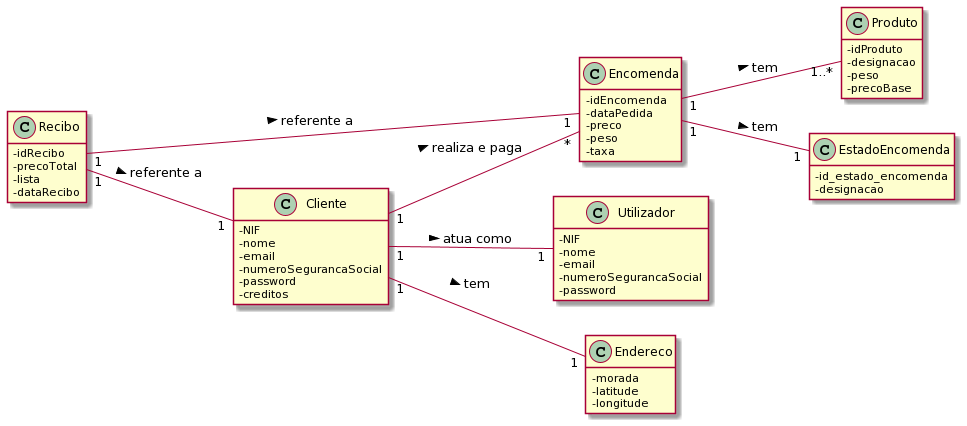 C Recibo
-idRecibo
-precoTotal
-lista
-dataRecibo
C Cliente
-NIF
-nome
-email
-numeroSegurancaSocial
-password
-creditos
C Encomenda
-idEncomenda
-dataPedida
-preco
-peso
-taxa
C Utilizador
-NIF
-nome
-email
-numeroSegurancaSocial
-password
C Endereco
-morada
-latitude
-longitude
C Produto
-idProduto
-designacao
-peso
-precoBase
C EstadoEncomenda
-id_estado_encomenda
-designacao
referente a
1
1
referente a
1
1
realiza e paga
1
*
atua como
1
1
tem
1
1
tem
1
1..*
tem
1
1